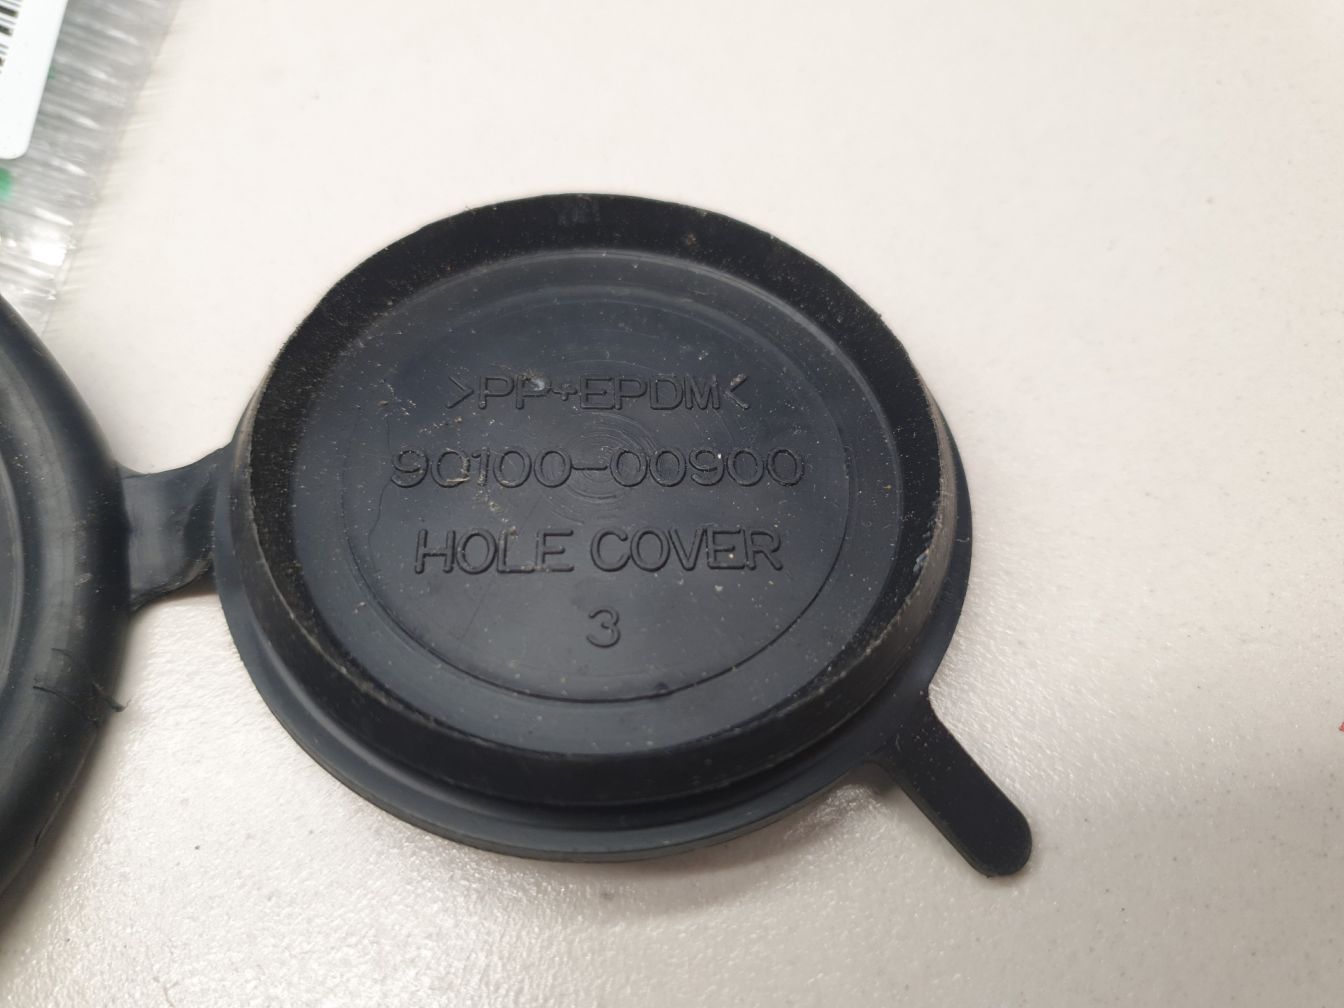 >PP+EPDM<
90100-00900
HOLE COVER
3